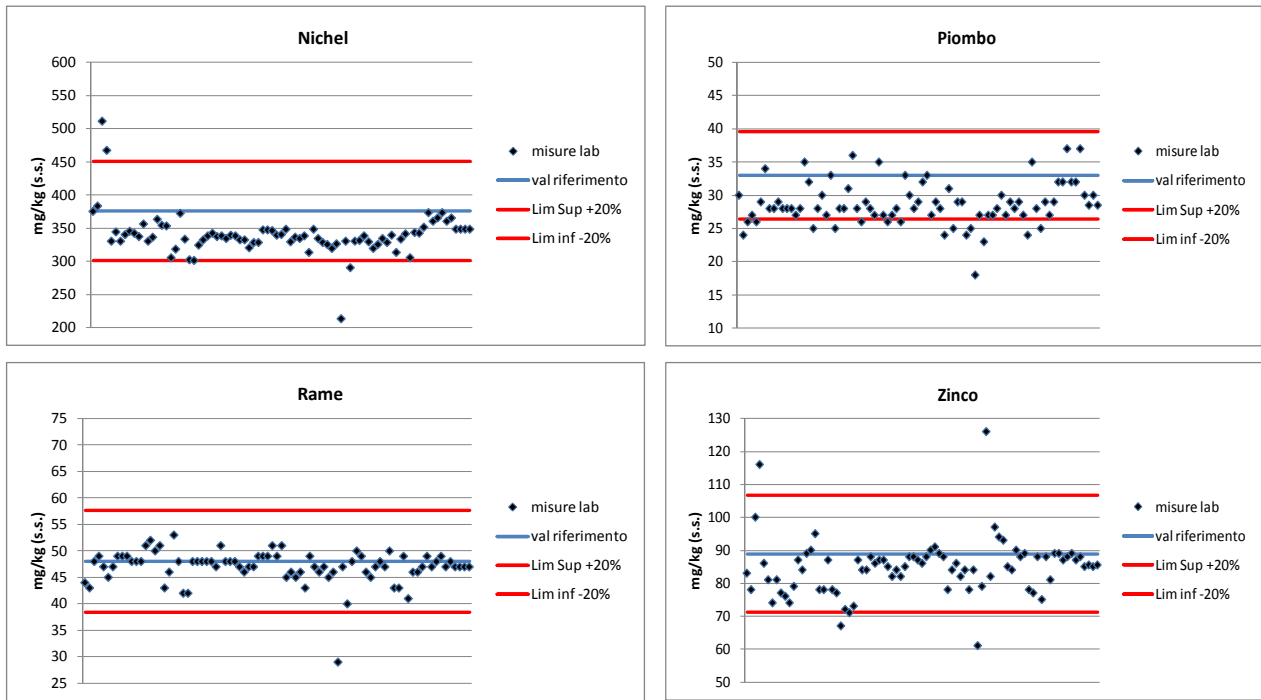 Nichel
600
550
500
450
400
350
300
250
200
mg/kg (s.s.)
misure lab
val riferimento
Lim Sup +20%
Lim inf -20%
Piombo
50
45
40
35
30
25
20
15
10
mg/kg (s.s.)
misure lab
val riferimento
Lim Sup +20%
Lim inf -20%
Rame
75
70
65
60
55
50
45
40
35
30
25
mg/kg (s.s.)
misure lab
val riferimento
Lim Sup +20%
Lim inf -20%
Zinco
130
120
110
100
90
80
70
60
50
mg/kg (s.s.)
misure lab
val riferimento
Lim Sup +20%
Lim inf -20%